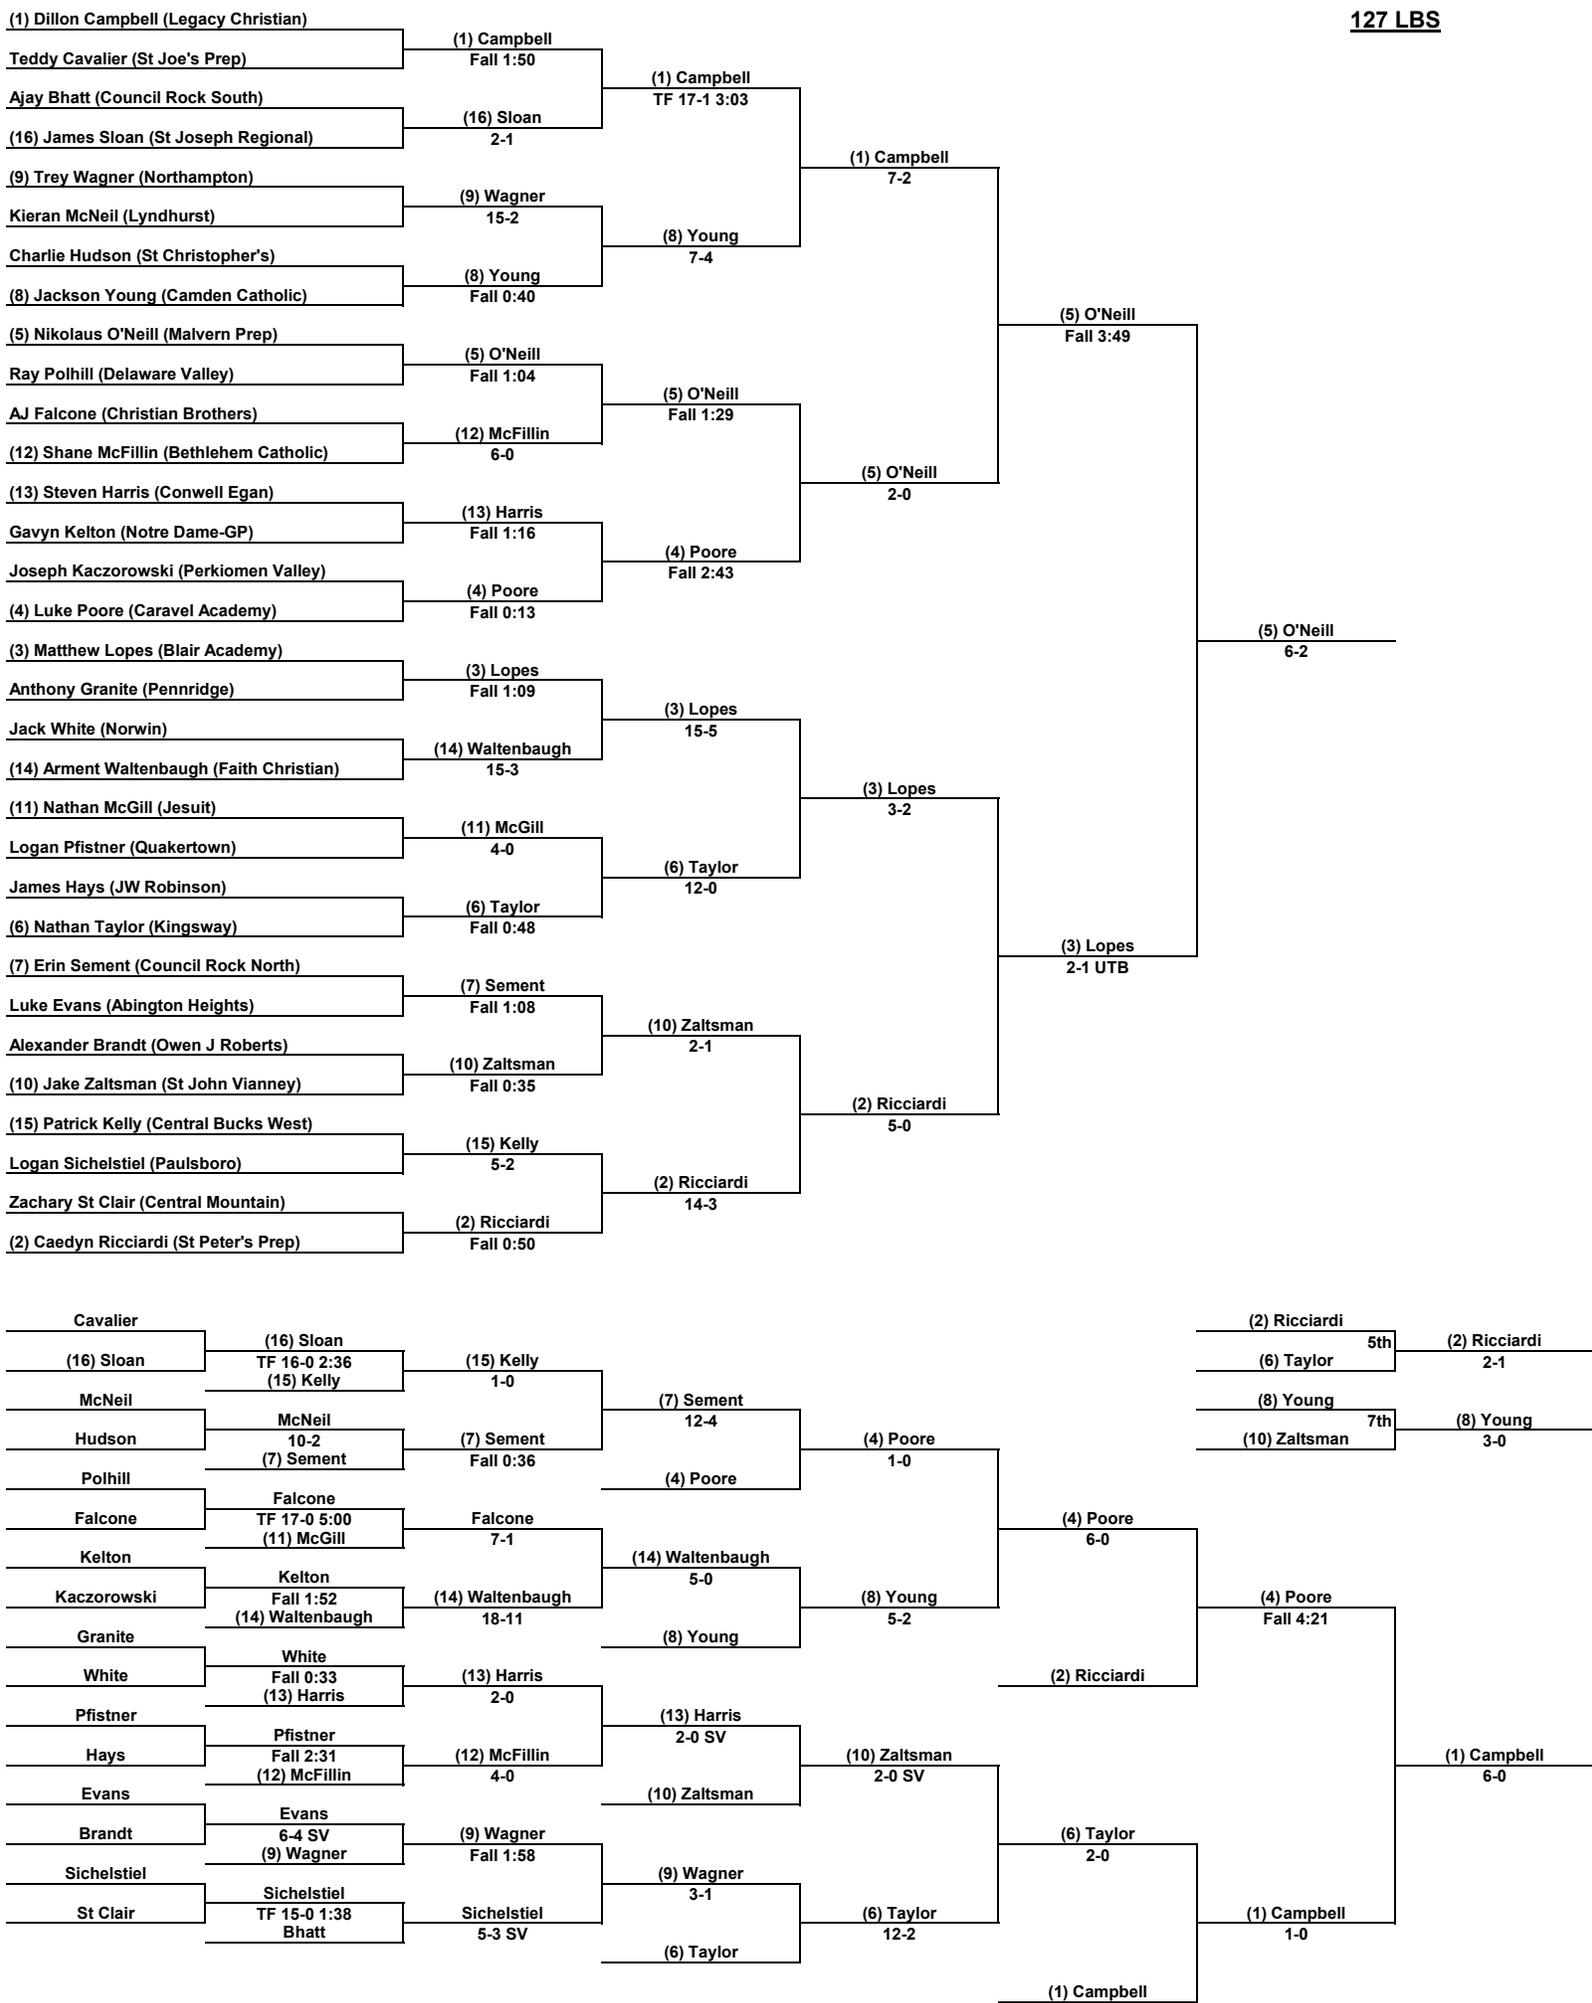 127 LBS
(1) Dillon Campbell (Legacy Christian)
Teddy Cavalier (St Joe's Prep)
Ajay Bhatt (Council Rock South)
(16) James Sloan (St Joseph Regional)
(9) Trey Wagner (Northampton)
Kieran McNeil (Lyndhurst)
Charlie Hudson (St Christopher's)
(8) Jackson Young (Camden Catholic)
(5) Nikolaus O'Neill (Malvern Prep)
Ray Polhill (Delaware Valley)
AJ Falcone (Christian Brothers)
(12) Shane McFillin (Bethlehem Catholic)
(13) Steven Harris (Conwell Egan)
Gavyn Kelton (Notre Dame-GP)
Joseph Kaczorowski (Perkiomen Valley)
(4) Luke Poore (Caravel Academy)
(3) Matthew Lopes (Blair Academy)
Anthony Granite (Pennridge)
Jack White (Norwin)
(14) Arment Waltenbaugh (Faith Christian)
(11) Nathan McGill (Jesuit)
Logan Pfistner (Quakertown)
James Hays (JW Robinson)
(6) Nathan Taylor (Kingsway)
(7) Erin Sement (Council Rock North)
Luke Evans (Abington Heights)
Alexander Brandt (Owen J Roberts)
(10) Jake Zaltsman (St John Vianney)
(15) Patrick Kelly (Central Bucks West)
Logan Sichelstiel (Paulsboro)
Zachary St Clair (Central Mountain)
(2) Caedyn Ricciardi (St Peter's Prep)
(1) Campbell
Fall 1:50
(16) Sloan
2-1
(9) Wagner
15-2
(8) Young
Fall 0:40
(5) O'Neill
Fall 1:04
(12) McFillin
6-0
(13) Harris
Fall 1:16
(4) Poore
Fall 0:13
(3) Lopes
Fall 1:09
(14) Waltenbaugh
15-3
(11) McGill
4-0
(6) Taylor
Fall 0:48
(7) Sement
Fall 1:08
(10) Zaltsman
Fall 0:35
(15) Kelly
5-2
(2) Ricciardi
Fall 0:50
(1) Campbell
TF 17-1 3:03
(8) Young
7-4
(5) O'Neill
Fall 1:29
(4) Poore
Fall 2:43
(3) Lopes
15-5
(6) Taylor
12-0
(10) Zaltsman
2-1
(2) Ricciardi
14-3
(1) Campbell
7-2
(5) O'Neill
2-0
(3) Lopes
3-2
(2) Ricciardi
5-0
(5) O'Neill
Fall 3:49
(3) Lopes
2-1 UTB
(5) O'Neill
6-2
Cavalier
(16) Sloan
McNeil
Hudson
Polhill
Falcone
Kelton
Kaczorowski
Granite
White
Pfistner
Hays
Evans
Brandt
Sichelstiel
St Clair
(16) Sloan
TF 16-0 2:36
(15) Kelly
McNeil
10-2
(7) Sement
Falcone
TF 17-0 5:00
(11) McGill
Kelton
Fall 1:52
(14) Waltenbaugh
White
Fall 0:33
(13) Harris
Pfistner
Fall 2:31
(12) McFillin
Evans
6-4 SV
(9) Wagner
Sichelstiel
TF 15-0 1:38
Bhatt
(15) Kelly
1-0
(7) Sement
Fall 0:36
Falcone
7-1
(14) Waltenbaugh
18-11
(13) Harris
2-0
(12) McFillin
4-0
(9) Wagner
Fall 1:58
Sichelstiel
5-3 SV
(7) Sement
12-4
(4) Poore
(14) Waltenbaugh
5-0
(8) Young
(13) Harris
2-0 SV
(10) Zaltsman
(9) Wagner
3-1
(6) Taylor
(4) Poore
1-0
(8) Young
5-2
(10) Zaltsman
2-0 SV
(6) Taylor
12-2
(4) Poore
6-0
(2) Ricciardi
(6) Taylor
2-0
(1) Campbell
(4) Poore
Fall 4:21
(1) Campbell
1-0
(1) Campbell
6-0
(2) Ricciardi
5th
(6) Taylor
(2) Ricciardi
2-1
(8) Young
7th
(10) Zaltsman
(8) Young
3-0